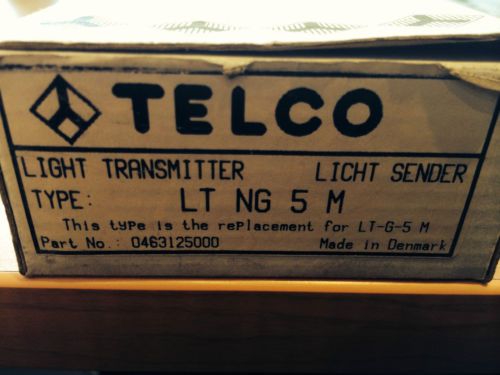 TELCO
LIGHT TRANSMITTER LICHT SENDER
TYPE: LT NG 5 M
This type is the replacement for LT-G-5 M
Part No.: 0463125000 Made in Denmark